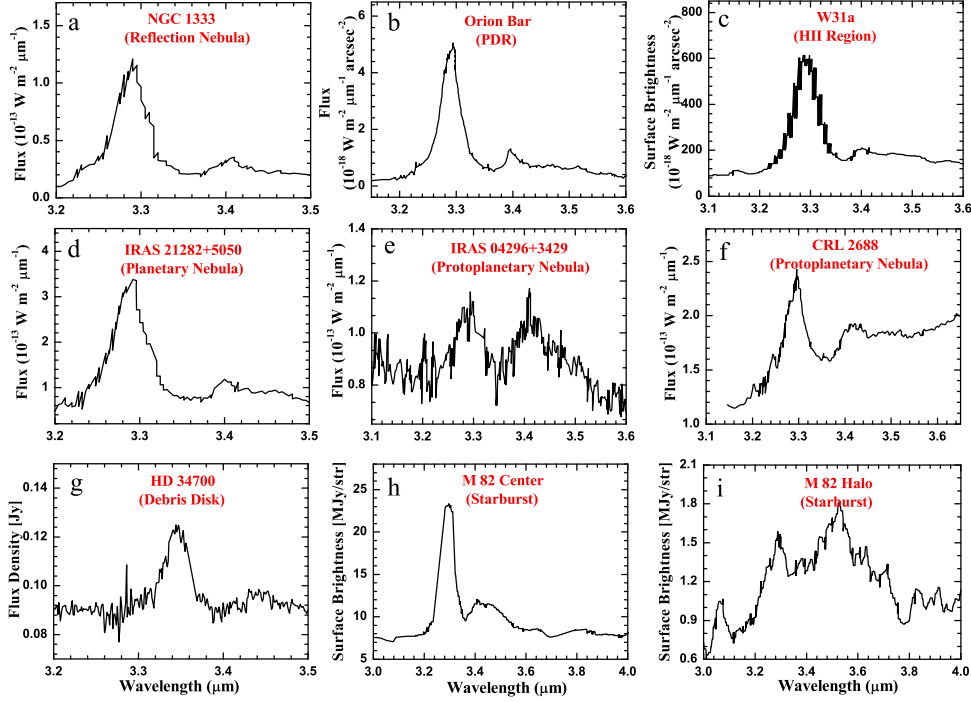 a
NGC 1333
(Reflection Nebula)
Flux (10⁻¹³ W m⁻² μm⁻¹)
1.5
1.0
0.5
0.0
3.2 3.3 3.4 3.5
b
Orion Bar
(PDR)
Flux
(10⁻¹⁸ W m⁻² μm⁻¹ arcsec⁻²)
6
4
2
0
3.2 3.3 3.4 3.5 3.6
c
W31a
(HII Region)
Surface Brtightness
(10⁻¹⁸ W m⁻² μm⁻¹ arcsec⁻²)
800
600
400
200
0
3.1 3.2 3.3 3.4 3.5 3.6
d
IRAS 21282+5050
(Planetary Nebula)
Flux (10⁻¹³ W m⁻² μm⁻¹)
4
3
2
1
3.2 3.3 3.4 3.5
e
IRAS 04296+3429
(Protoplanetary Nebula)
Flux (10⁻¹³ W m⁻² μm⁻¹)
1.4
1.2
1.0
0.8
3.1 3.2 3.3 3.4 3.5 3.6
f
CRL 2688
(Protoplanetary Nebula)
Flux (10⁻¹³ W m⁻² μm⁻¹)
2.5
2.0
1.5
1.0
3.1 3.2 3.3 3.4 3.5 3.6
g
HD 34700
(Debris Disk)
Flux Density [Jy]
0.14
0.12
0.10
0.08
3.2 3.3 3.4 3.5
Wavelength (μm)
h
M 82 Center
(Starburst)
Surface Brightness [MJy/str]
25
20
15
10
5
3.0 3.2 3.4 3.6 3.8 4.0
Wavelength (μm)
i
M 82 Halo
(Starburst)
Surface Brightness [MJy/str]
2.1
1.8
1.5
1.2
0.9
0.6
3.0 3.2 3.4 3.6 3.8 4.0
Wavelength (μm)